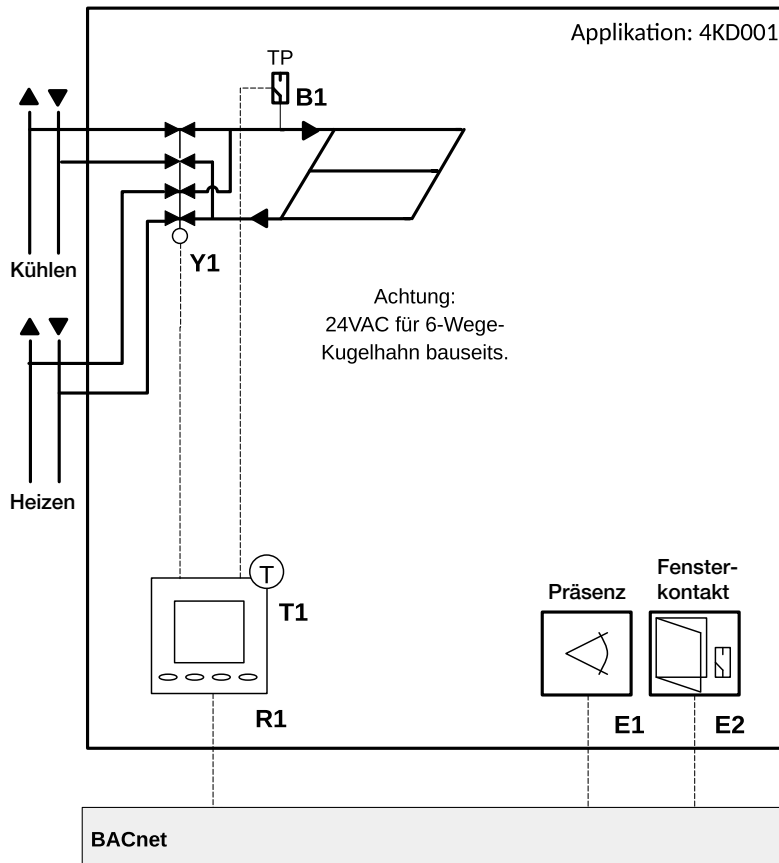 Applikation: 4KD001
TP
B1
Kühlen
Y1
Achtung:
24VAC für 6-Wege-
Kugelhahn bauseits.
Heizen
T
T1
R1
Präsenz
Fenster-
kontakt
E1
E2
BACnet